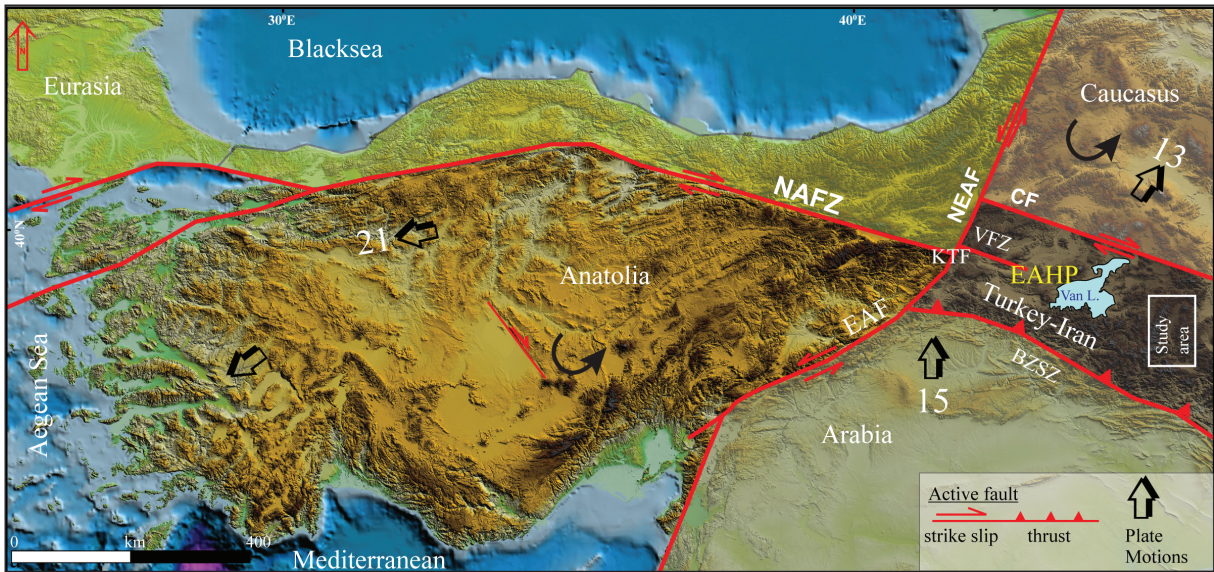 30°E
40°E
N
Blacksea
Eurasia
Caucasus
13
NAFZ
NEAF
CF
40°N
21
VFZ
KTF
Anatolia
EAHP
Van L.
Turkey-Iran
EAF
Study
area
BZSZ
15
Aegean Sea
Arabia
Active fault
strike slip
thrust
Plate
Motions
0
km
400
Mediterranean